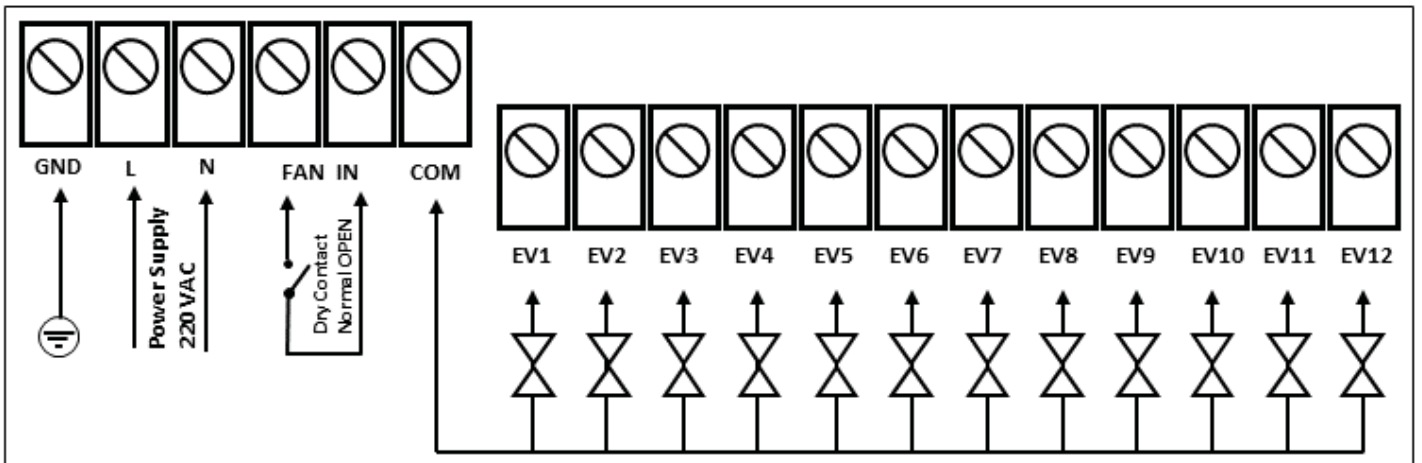 GND L N FAN IN COM
Power Supply
220 VAC
Dry Contact
Normal OPEN
EV1 EV2 EV3 EV4 EV5 EV6 EV7 EV8 EV9 EV10 EV11 EV12